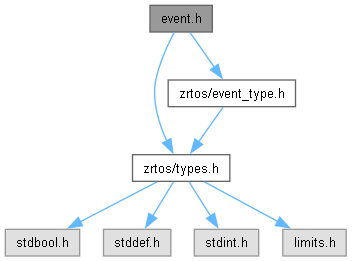 event.h
zrtos/event_type.h
zrtos/types.h
stdbool.h
stddef.h
stdint.h
limits.h